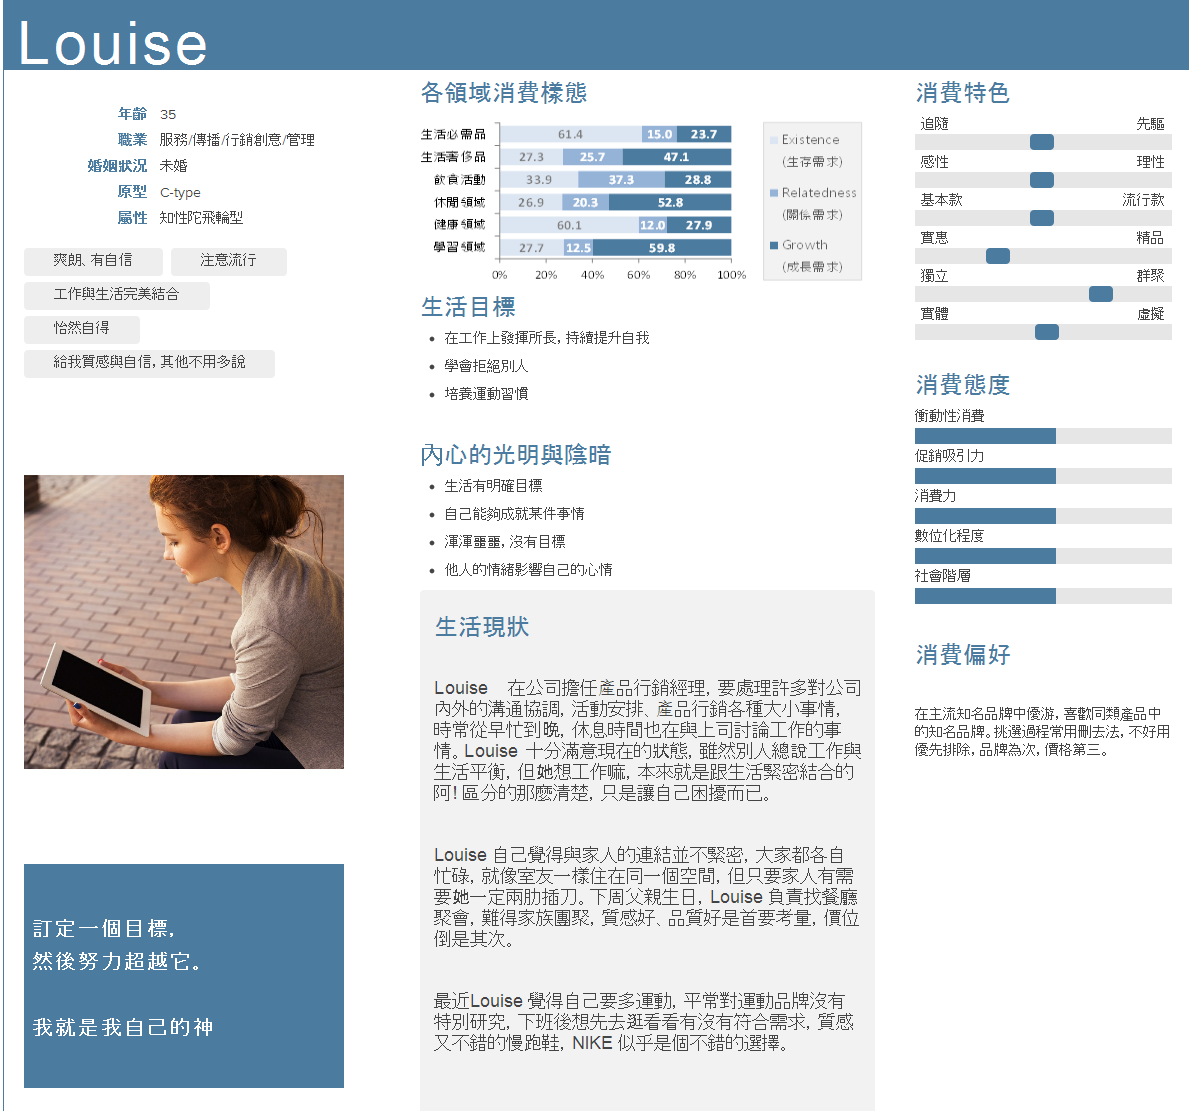 Louise
年齡 35
職業 服務/傳播/行銷創意/管理
婚姻狀況 未婚
原型 C-type
屬性 知性陀飛輪型
爽朗、有自信 注意流行
工作與生活完美結合
怡然自得
給我質感與自信, 其他不用多說
訂定一個目標,
然後努力超越它。
我就是我自己的神
各領域消費樣態
生活必需品 61.4 15.0 23.7
生活奢侈品 27.3 25.7 47.1
飲食活動 33.9 37.3 28.8
休閒領域 26.9 20.3 52.8
健康領域 60.1 12.0 27.9
學習領域 27.7 12.5 59.8
0% 20% 40% 60% 80% 100%
Existence
(生存需求)
Relatedness
(關係需求)
Growth
(成長需求)
生活目標
• 在工作上發揮所長, 持續提升自我
• 學會拒絕別人
• 培養運動習慣
內心的光明與陰暗
• 生活有明確目標
• 自己能夠成就某件事情
• 渾渾噩噩, 沒有目標
• 他人的情緒影響自己的心情
生活現狀
Louise 在公司擔任產品行銷經理, 要處理許多對公司
內外的溝通協調, 活動安排、產品行銷各種大小事情,
時常從早忙到晚, 休息時間也在與上司討論工作的事
情。Louise 十分滿意現在的狀態, 雖然別人總說工作與
生活平衡, 但她想工作嘛, 本來就是跟生活緊密結合的
阿! 區分的那麼清楚, 只是讓自己困擾而已。
Louise 自己覺得與家人的連結並不緊密, 大家都各自
忙碌, 就像室友一樣住在同一個空間, 但只要家人有需
要她一定兩肋插刀。下周父親生日, Louise 負責找餐廳
聚會, 難得家族團聚, 質感好、品質好是首要考量, 價位
倒是其次。
最近Louise 覺得自己要多運動, 平常對運動品牌沒有
特別研究, 下班後想先去逛看看有沒有符合需求, 質感
又不錯的慢跑鞋, NIKE 似乎是個不錯的選擇。
消費特色
追隨 先驅
感性 理性
基本款 流行款
實惠 精品
獨立 群聚
實體 虛擬
消費態度
衝動性消費
促銷吸引力
消費力
數位化程度
社會階層
消費偏好
在主流知名品牌中優游, 喜歡同類產品中
的知名品牌。挑選過程常用刪去法, 不好用
優先排除, 品牌為次, 價格第三。